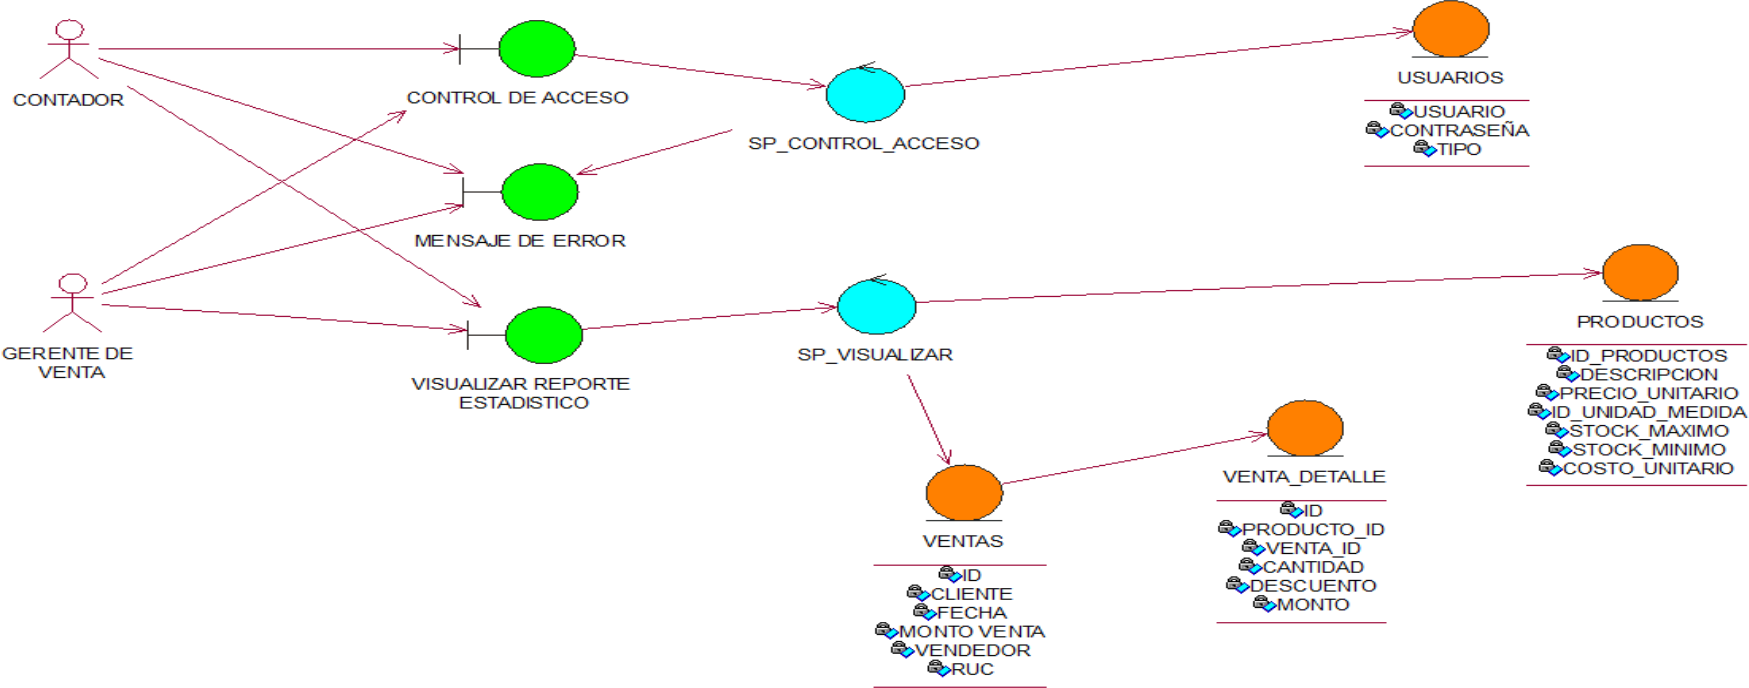 CONTADOR
CONTROL DE ACCESO
SP_CONTROL_ACCESO
USUARIOS
USUARIO
CONTRASEÑA
TIPO
MENSAJE DE ERROR
GERENTE DE
VENTA
VISUALIZAR REPORTE
ESTADISTICO
SP_VISUALIZAR
PRODUCTOS
ID_PRODUCTOS
DESCRIPCION
PRECIO_UNITARIO
ID_UNIDAD_MEDIDA
STOCK_MAXIMO
STOCK_MINIMO
COSTO_UNITARIO
VENTA_DETALLE
ID
PRODUCTO_ID
VENTA_ID
CANTIDAD
DESCUENTO
MONTO
VENTAS
ID
CLIENTE
FECHA
MONTO VENTA
VENDEDOR
RUC